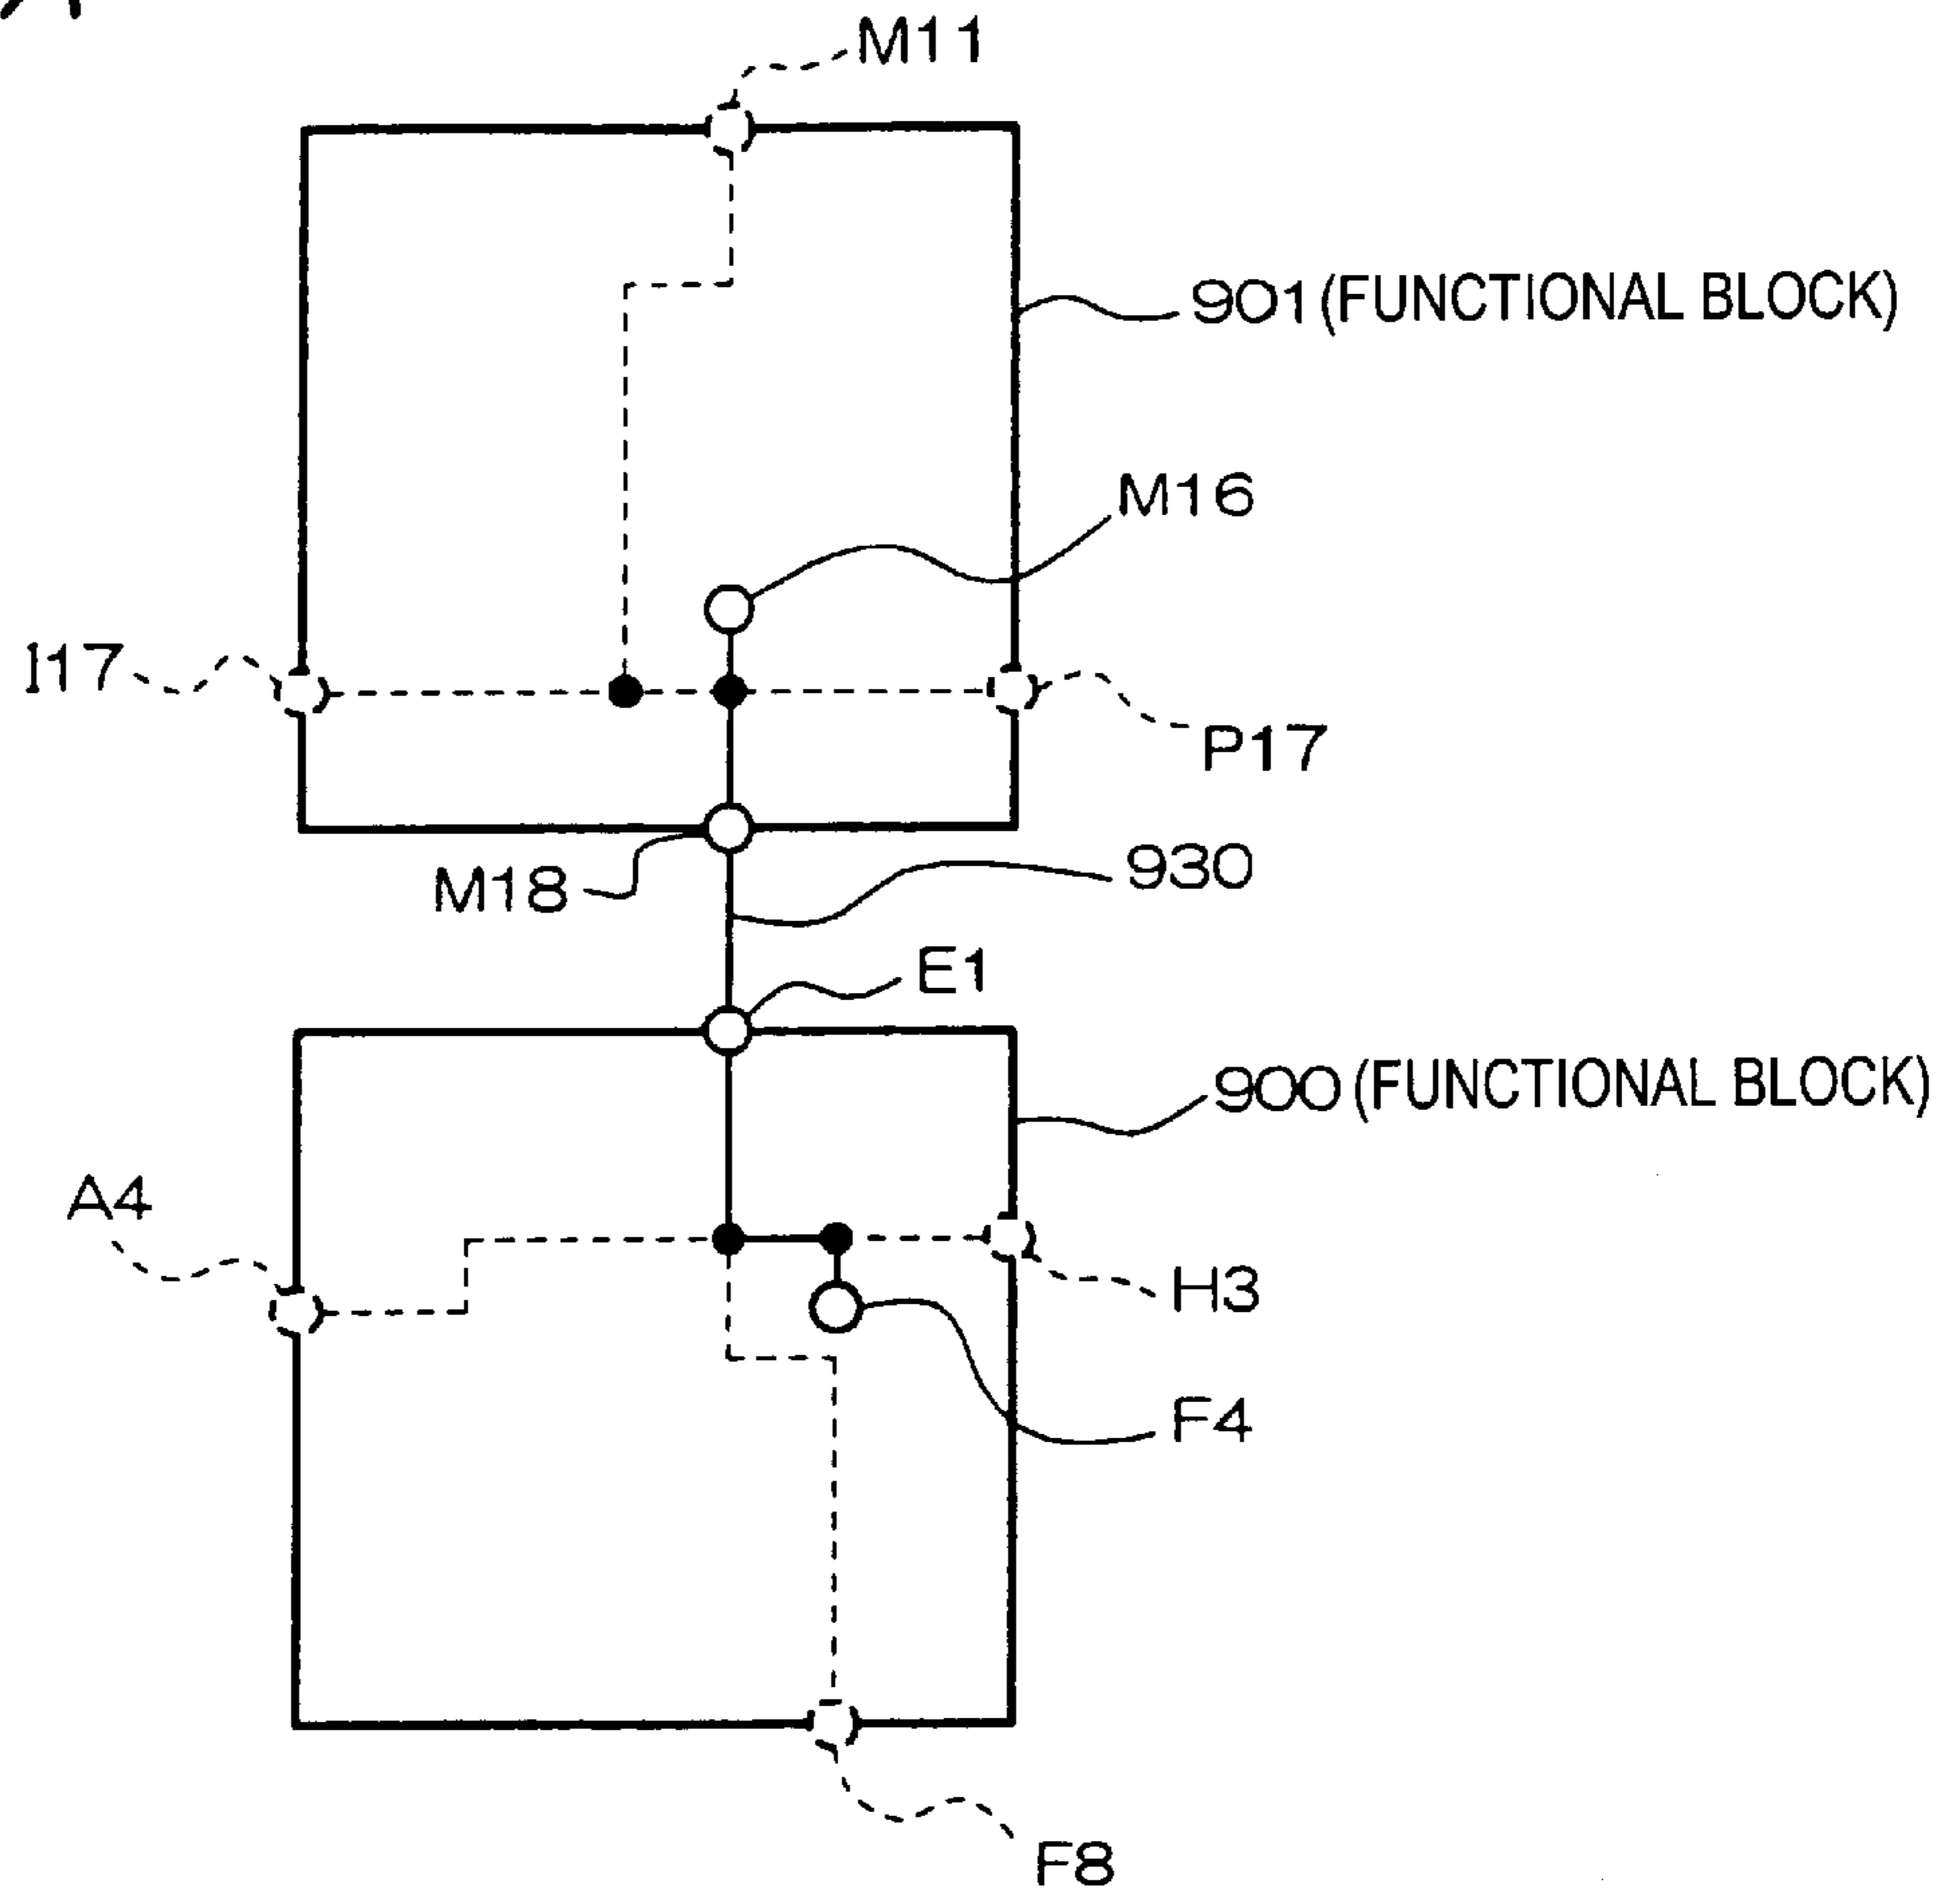 M11
901 (FUNCTIONAL BLOCK)
M16
I17
P17
M18
930
E1
900 (FUNCTIONAL BLOCK)
A4
H3
F4
F8